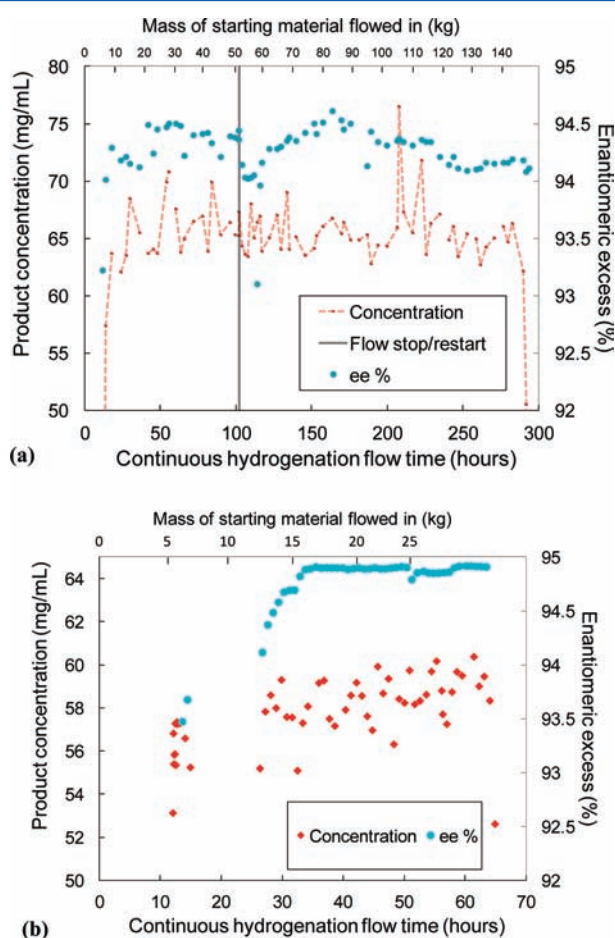 Mass of starting material flowed in (kg)
0 10 20 30 40 50 60 70 80 90 100 110 120 130 140
Product concentration (mg/mL)
80
75
70
65
60
55
50
Concentration
Flow stop/restart
ee %
95
94.5
94
93.5
93
92.5
92
Enantiomeric excess (%)
0 50 100 150 200 250 300
(a)
Continuous hydrogenation flow time (hours)
Mass of starting material flowed in (kg)
0 5 10 15 20 25
Product concentration (mg/mL)
64
62
60
58
56
54
52
50
Concentration ee %
95
94.5
94
93.5
93
92.5
92
Enantiomeric excess (%)
0 10 20 30 40 50 60 70
(b)
Continuous hydrogenation flow time (hours)